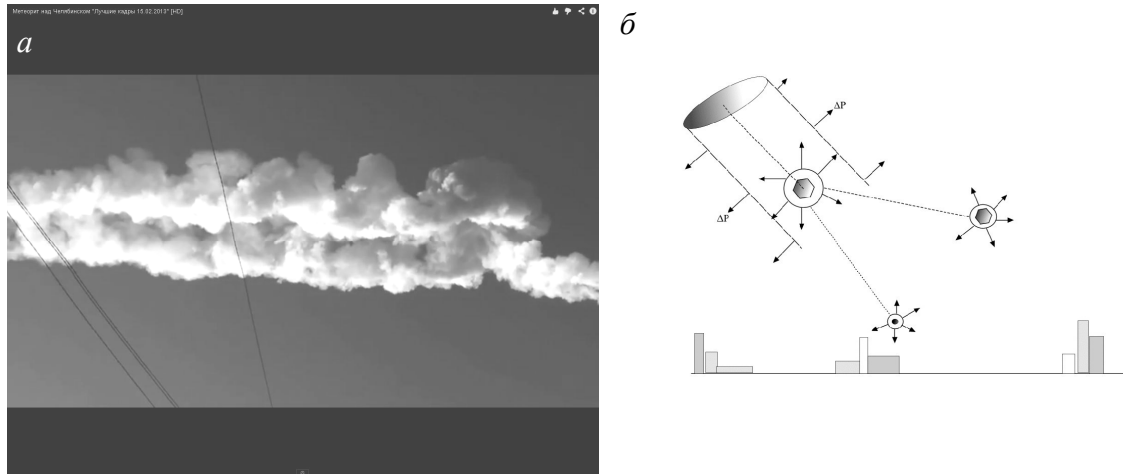 Метеорит над Челябинском "Лучшие кадры 15.02.2013" [HD]
а
б
ΔP
ΔP